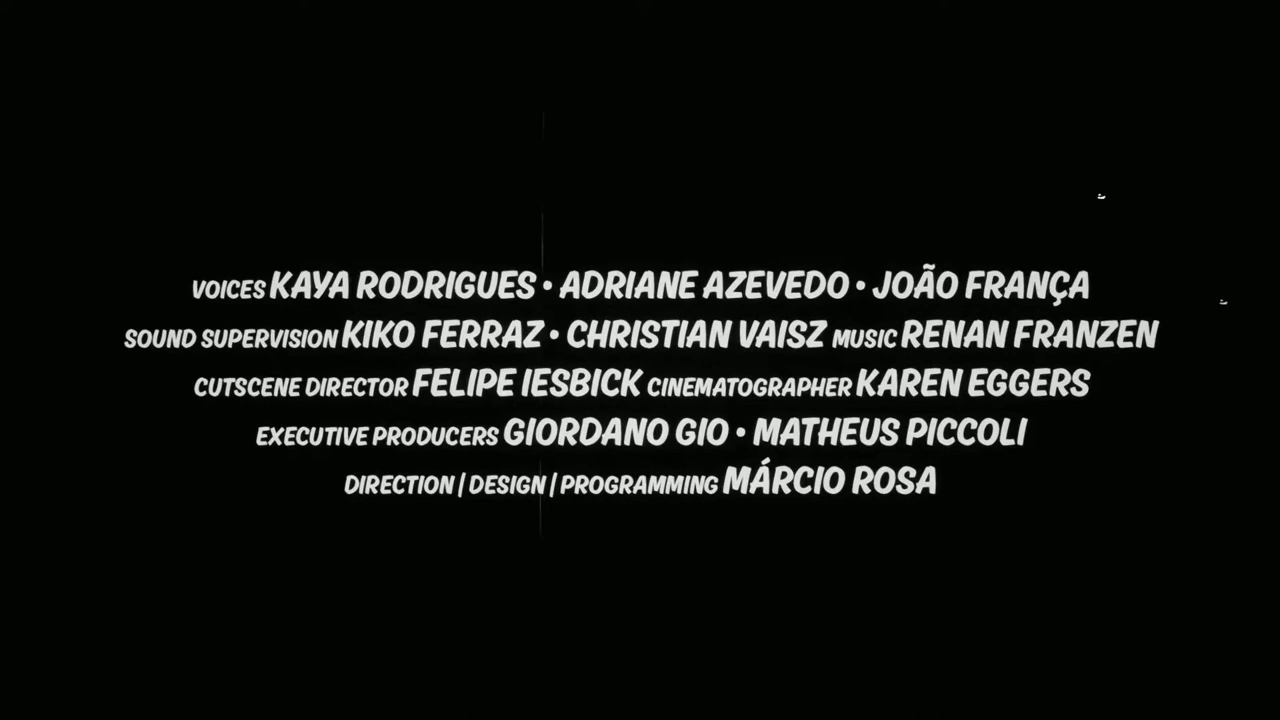 VOICES KAYA RODRIGUES • ADRIANE AZEVEDO • JOÃO FRANÇA
SOUND SUPERVISION KIKO FERRAZ • CHRISTIAN VAISZ MUSIC RENAN FRANZEN
CUTSCENE DIRECTOR FELIPE IESBICK CINEMATOGRAPHER KAREN EGGERS
EXECUTIVE PRODUCERS GIORDANO GIO • MATHEUS PICCOLI
DIRECTION | DESIGN | PROGRAMMING MÁRCIO ROSA